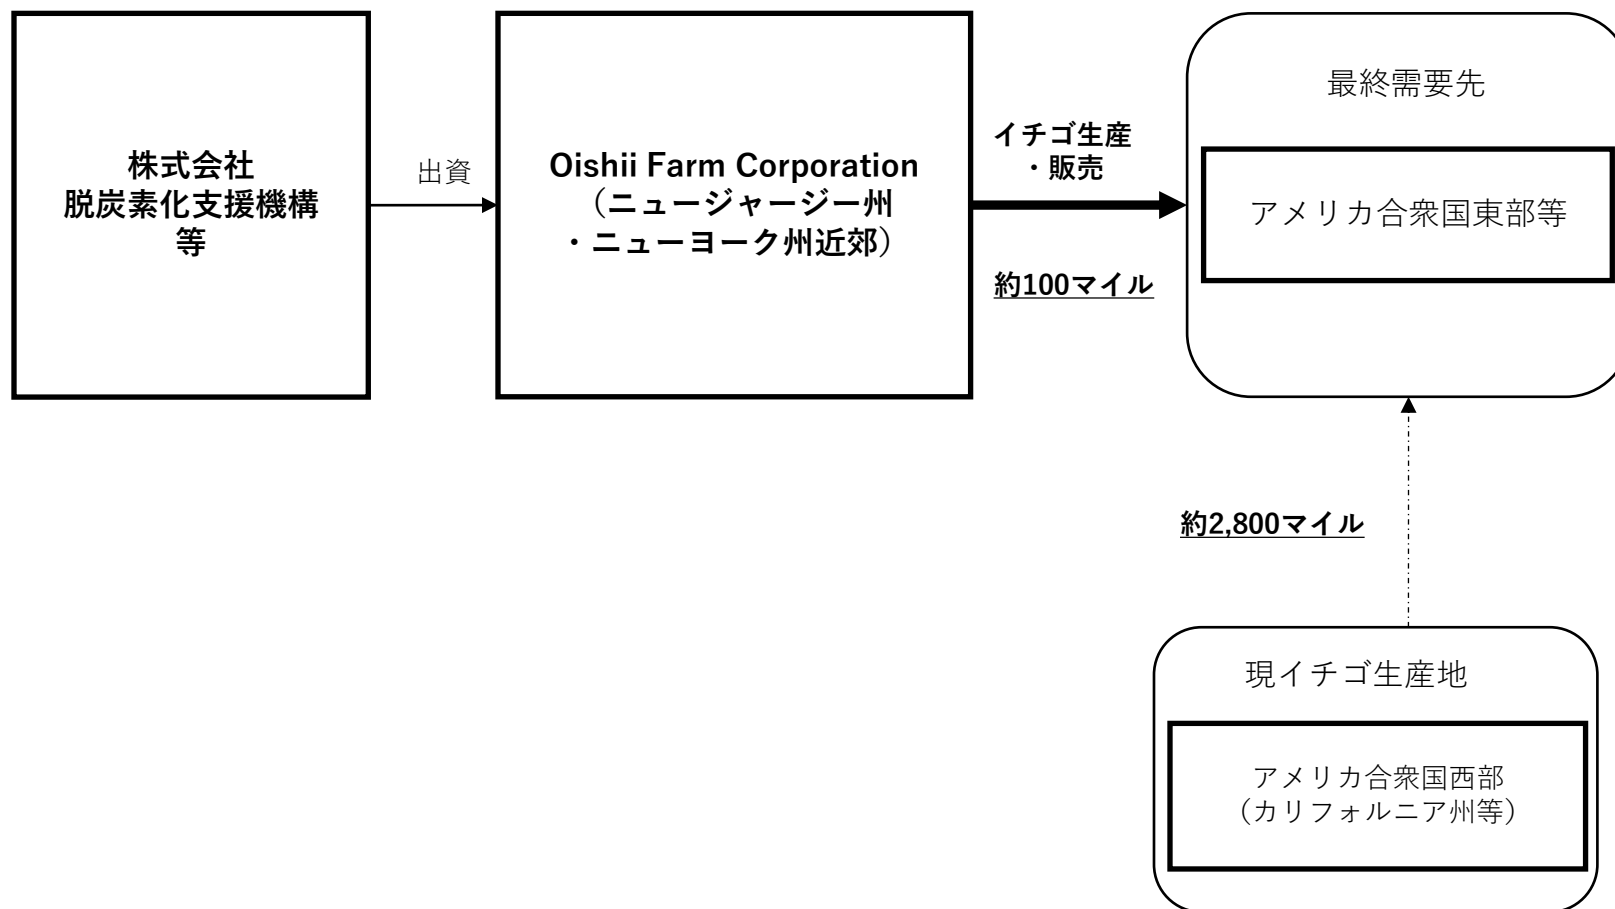 株式会社
脱炭素化支援機構
等
出資
Oishii Farm Corporation
（ニュージャージー州
・ニューヨーク州近郊）
イチゴ生産
・販売
約100マイル
最終需要先
アメリカ合衆国東部等
約2,800マイル
現イチゴ生産地
アメリカ合衆国西部
（カリフォルニア州等）